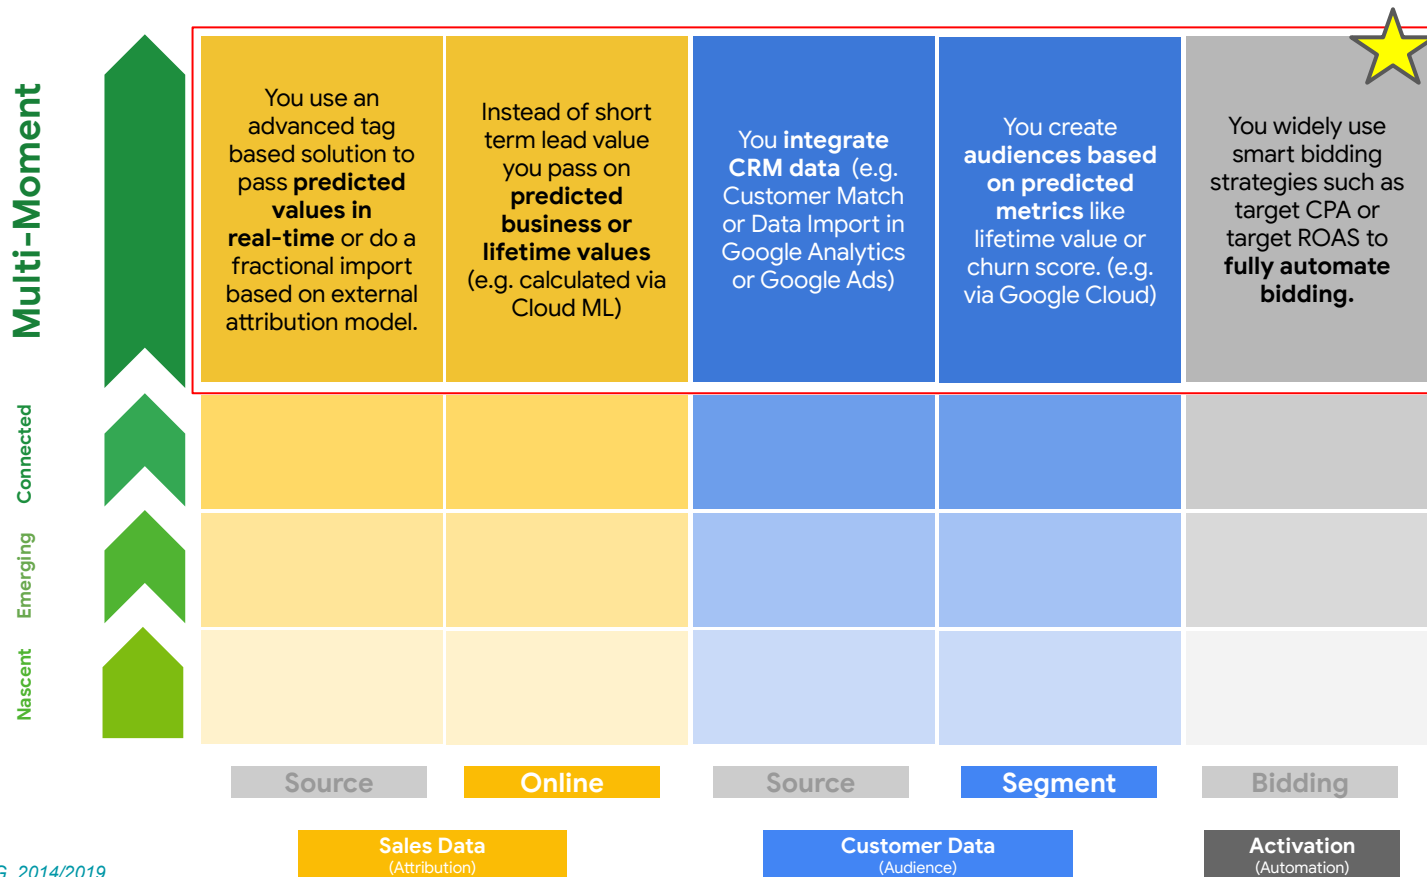 Multi-Moment
You use an
advanced tag
based solution to
pass predicted
values in
real-time or do a
fractional import
based on external
attribution model.
Instead of short
term lead value
you pass on
predicted
business or
lifetime values
(e.g. calculated via
Cloud ML)
You integrate
CRM data (e.g.
Customer Match
or Data Import in
Google Analytics
or Google Ads)
You create
audiences based
on predicted
metrics like
lifetime value or
churn score. (e.g.
via Google Cloud)
You widely use
smart bidding
strategies such as
target CPA or
target ROAS to
fully automate
bidding.
Connected
Emerging
Nascent
Source
Online
Source
Segment
Bidding
Sales Data
(Attribution)
Customer Data
(Audience)
Activation
(Automation)
2014/2019